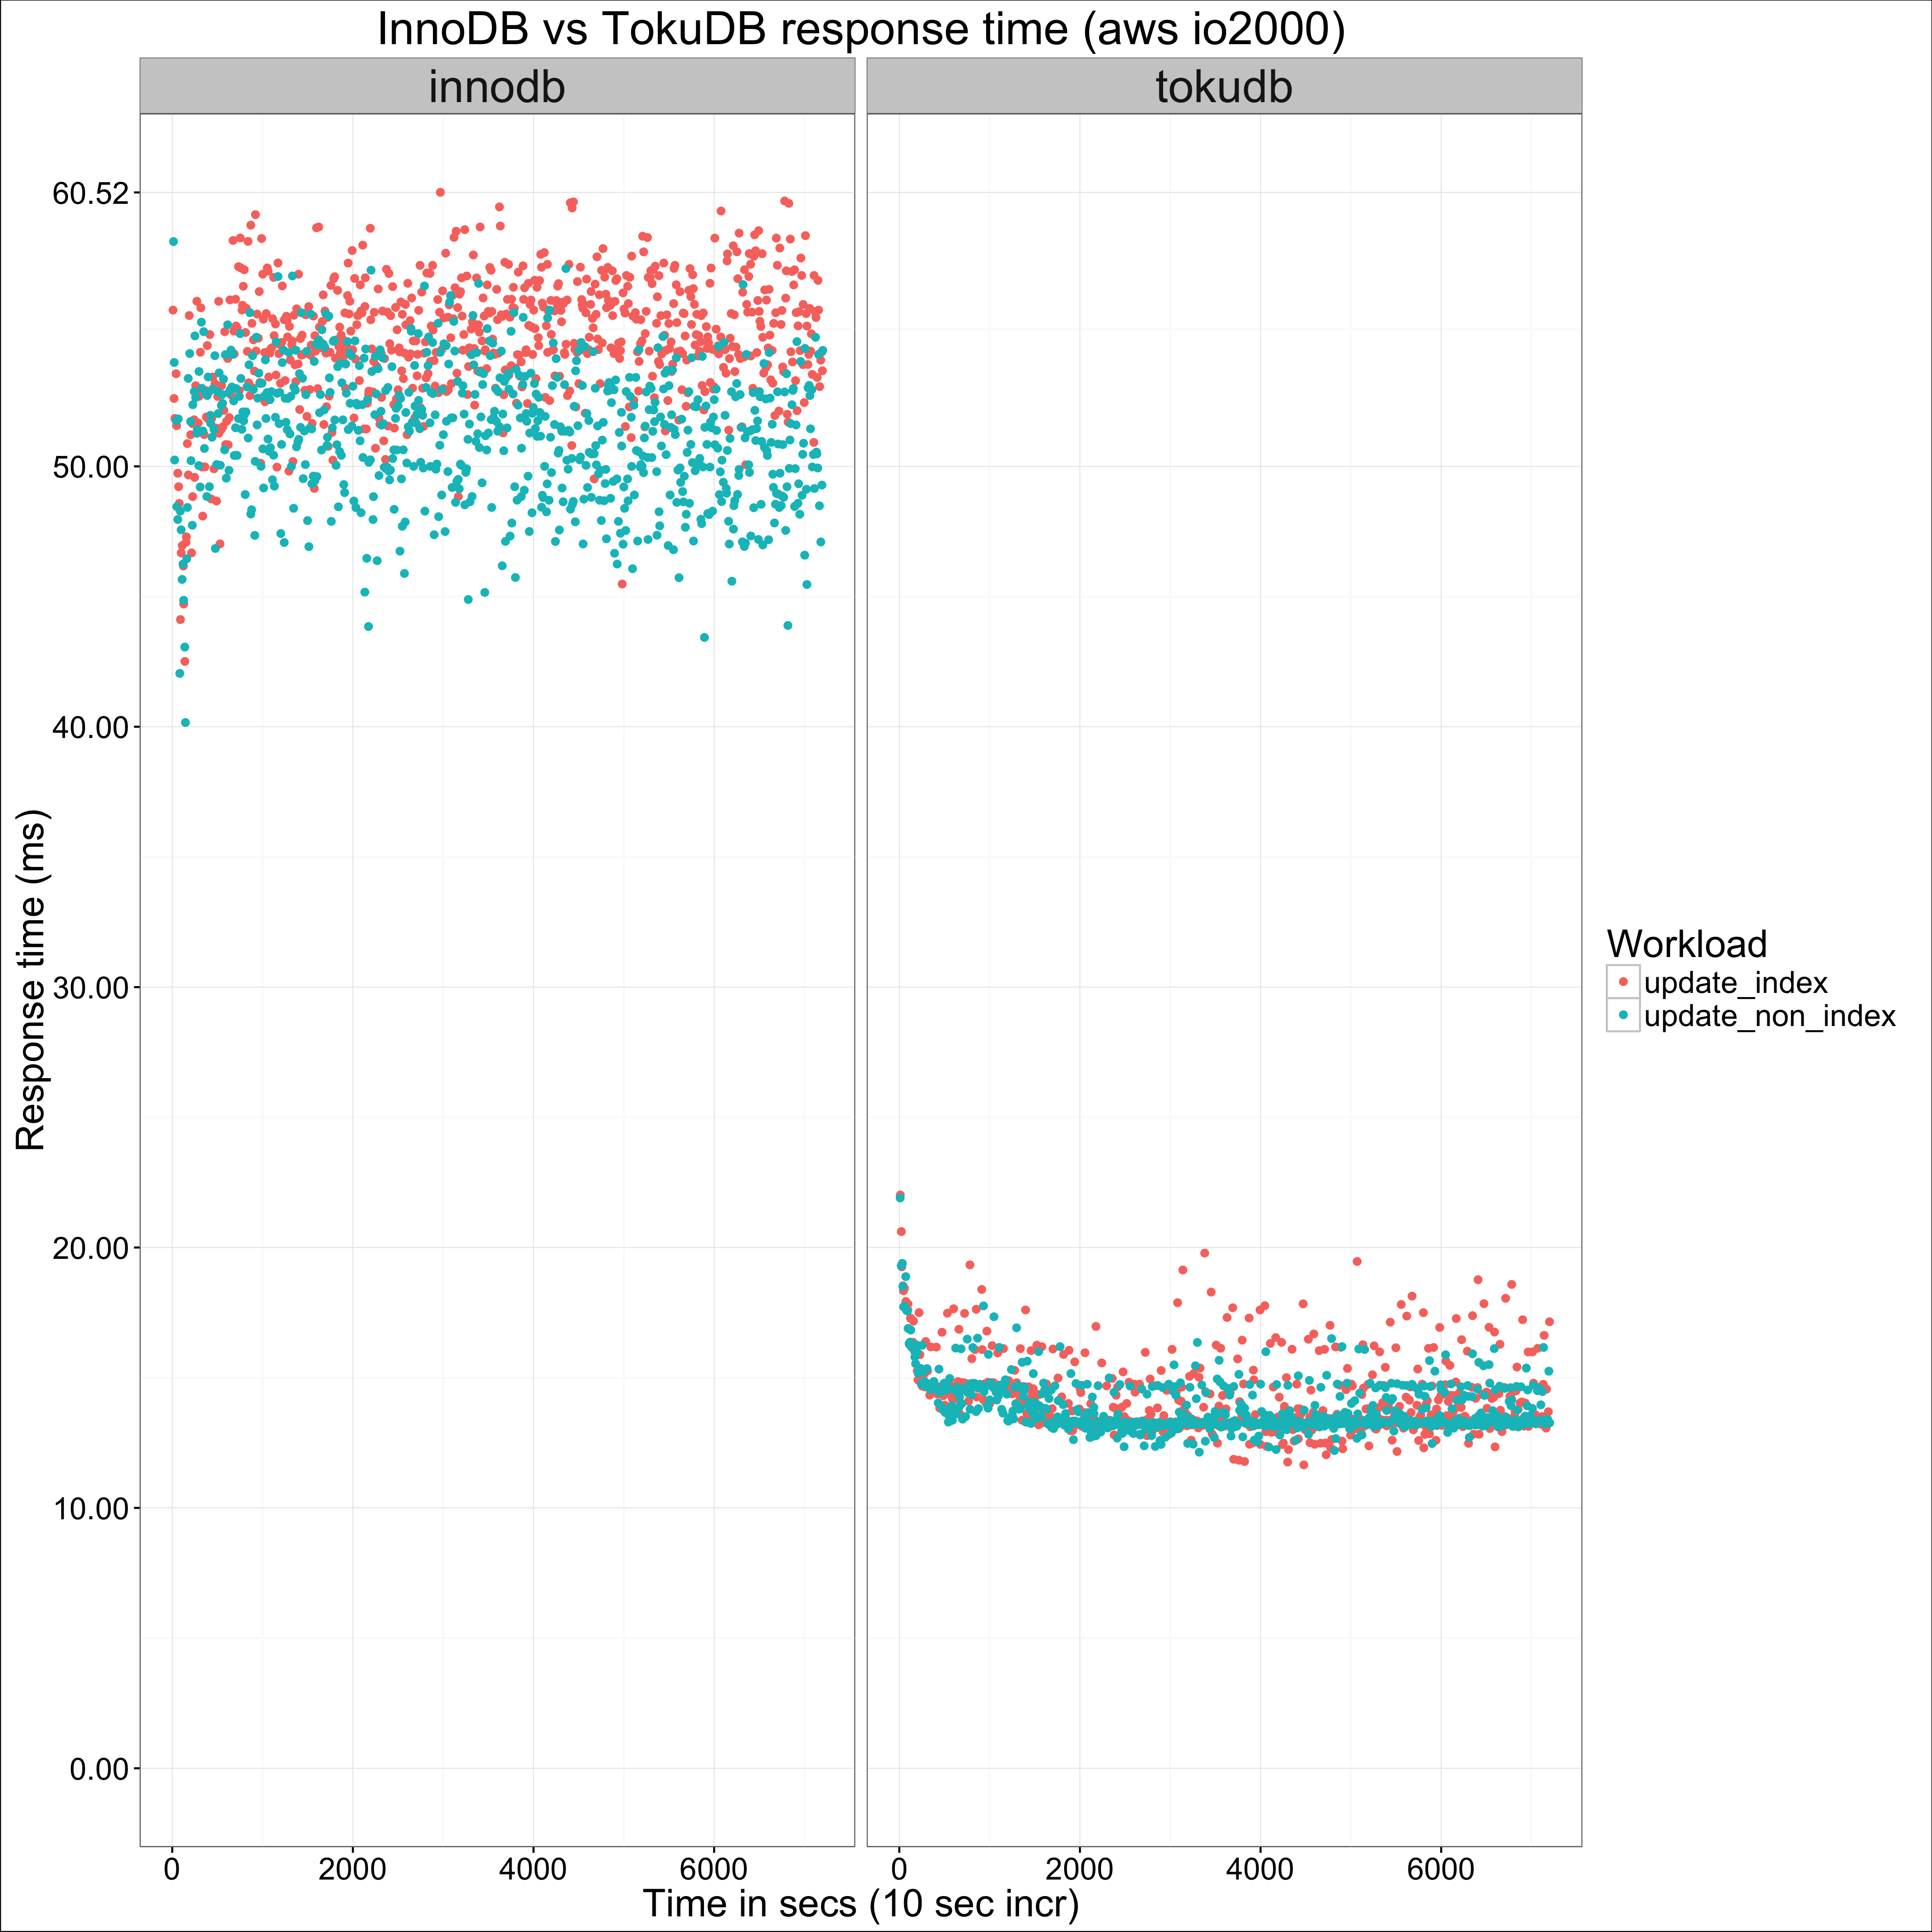 InnoDB vs TokuDB response time (aws io2000)
innodb
tokudb
60.52
50.00
40.00
30.00
20.00
10.00
0.00
Response time (ms)
0 2000 4000 6000
0 2000 4000 6000
Time in secs (10 sec incr)
Workload
update_index
update_non_index